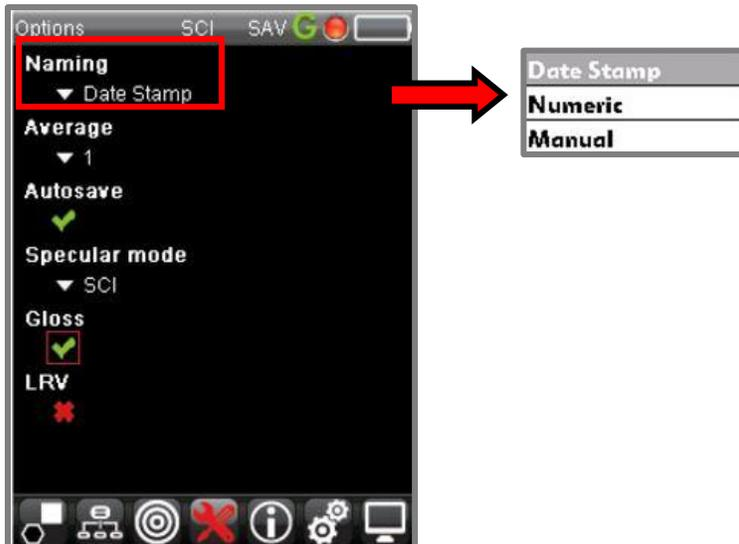 Options SCI SAV G
Naming
Date Stamp
Average
1
Autosave
Specular mode
SCI
Gloss
LRV
Date Stamp
Numeric
Manual